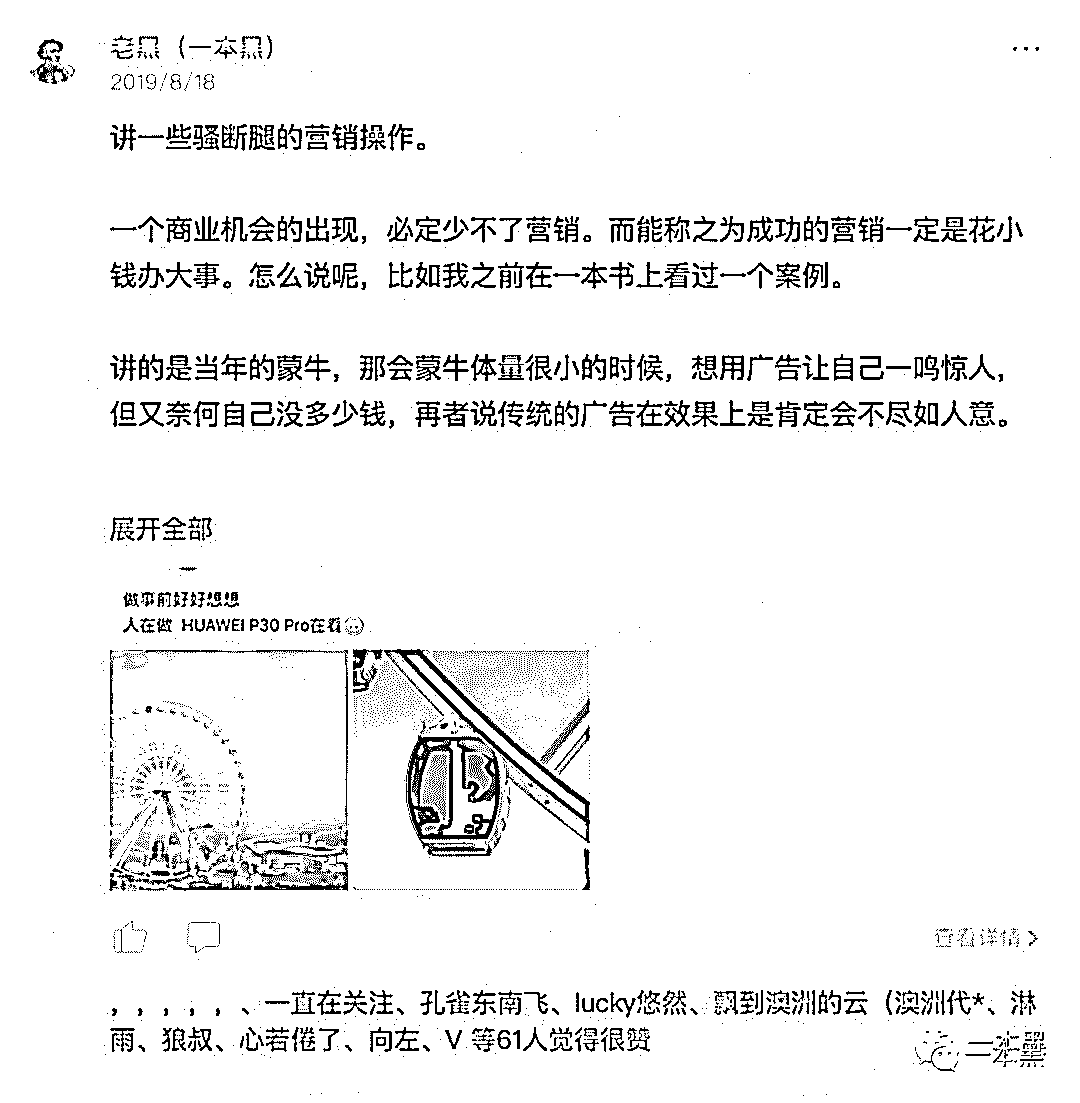 老黑（一本黑）
2019/8/18
讲一些骚断腿的营销操作。
一个商业机会的出现，必定少不了营销。而能称之为成功的营销一定是花小
钱办大事。怎么说呢，比如我之前在一本书上看过一个案例。
讲的是当年的蒙牛，那会蒙牛体量很小的时候，想用广告让自己一鸣惊人，
但又奈何自己没多少钱，再者说传统的广告在效果上是肯定会不尽如人意。
展开全部
做事前好好想想
人在做 HUAWEI P30 Pro在看
查看详情
，，，，，、一直在关注、孔雀东南飞、lucky悠然、飘到澳洲的云（澳洲代*、淋
雨、狼叔、心若倦了、向左、V 等61人觉得很赞
一本黑